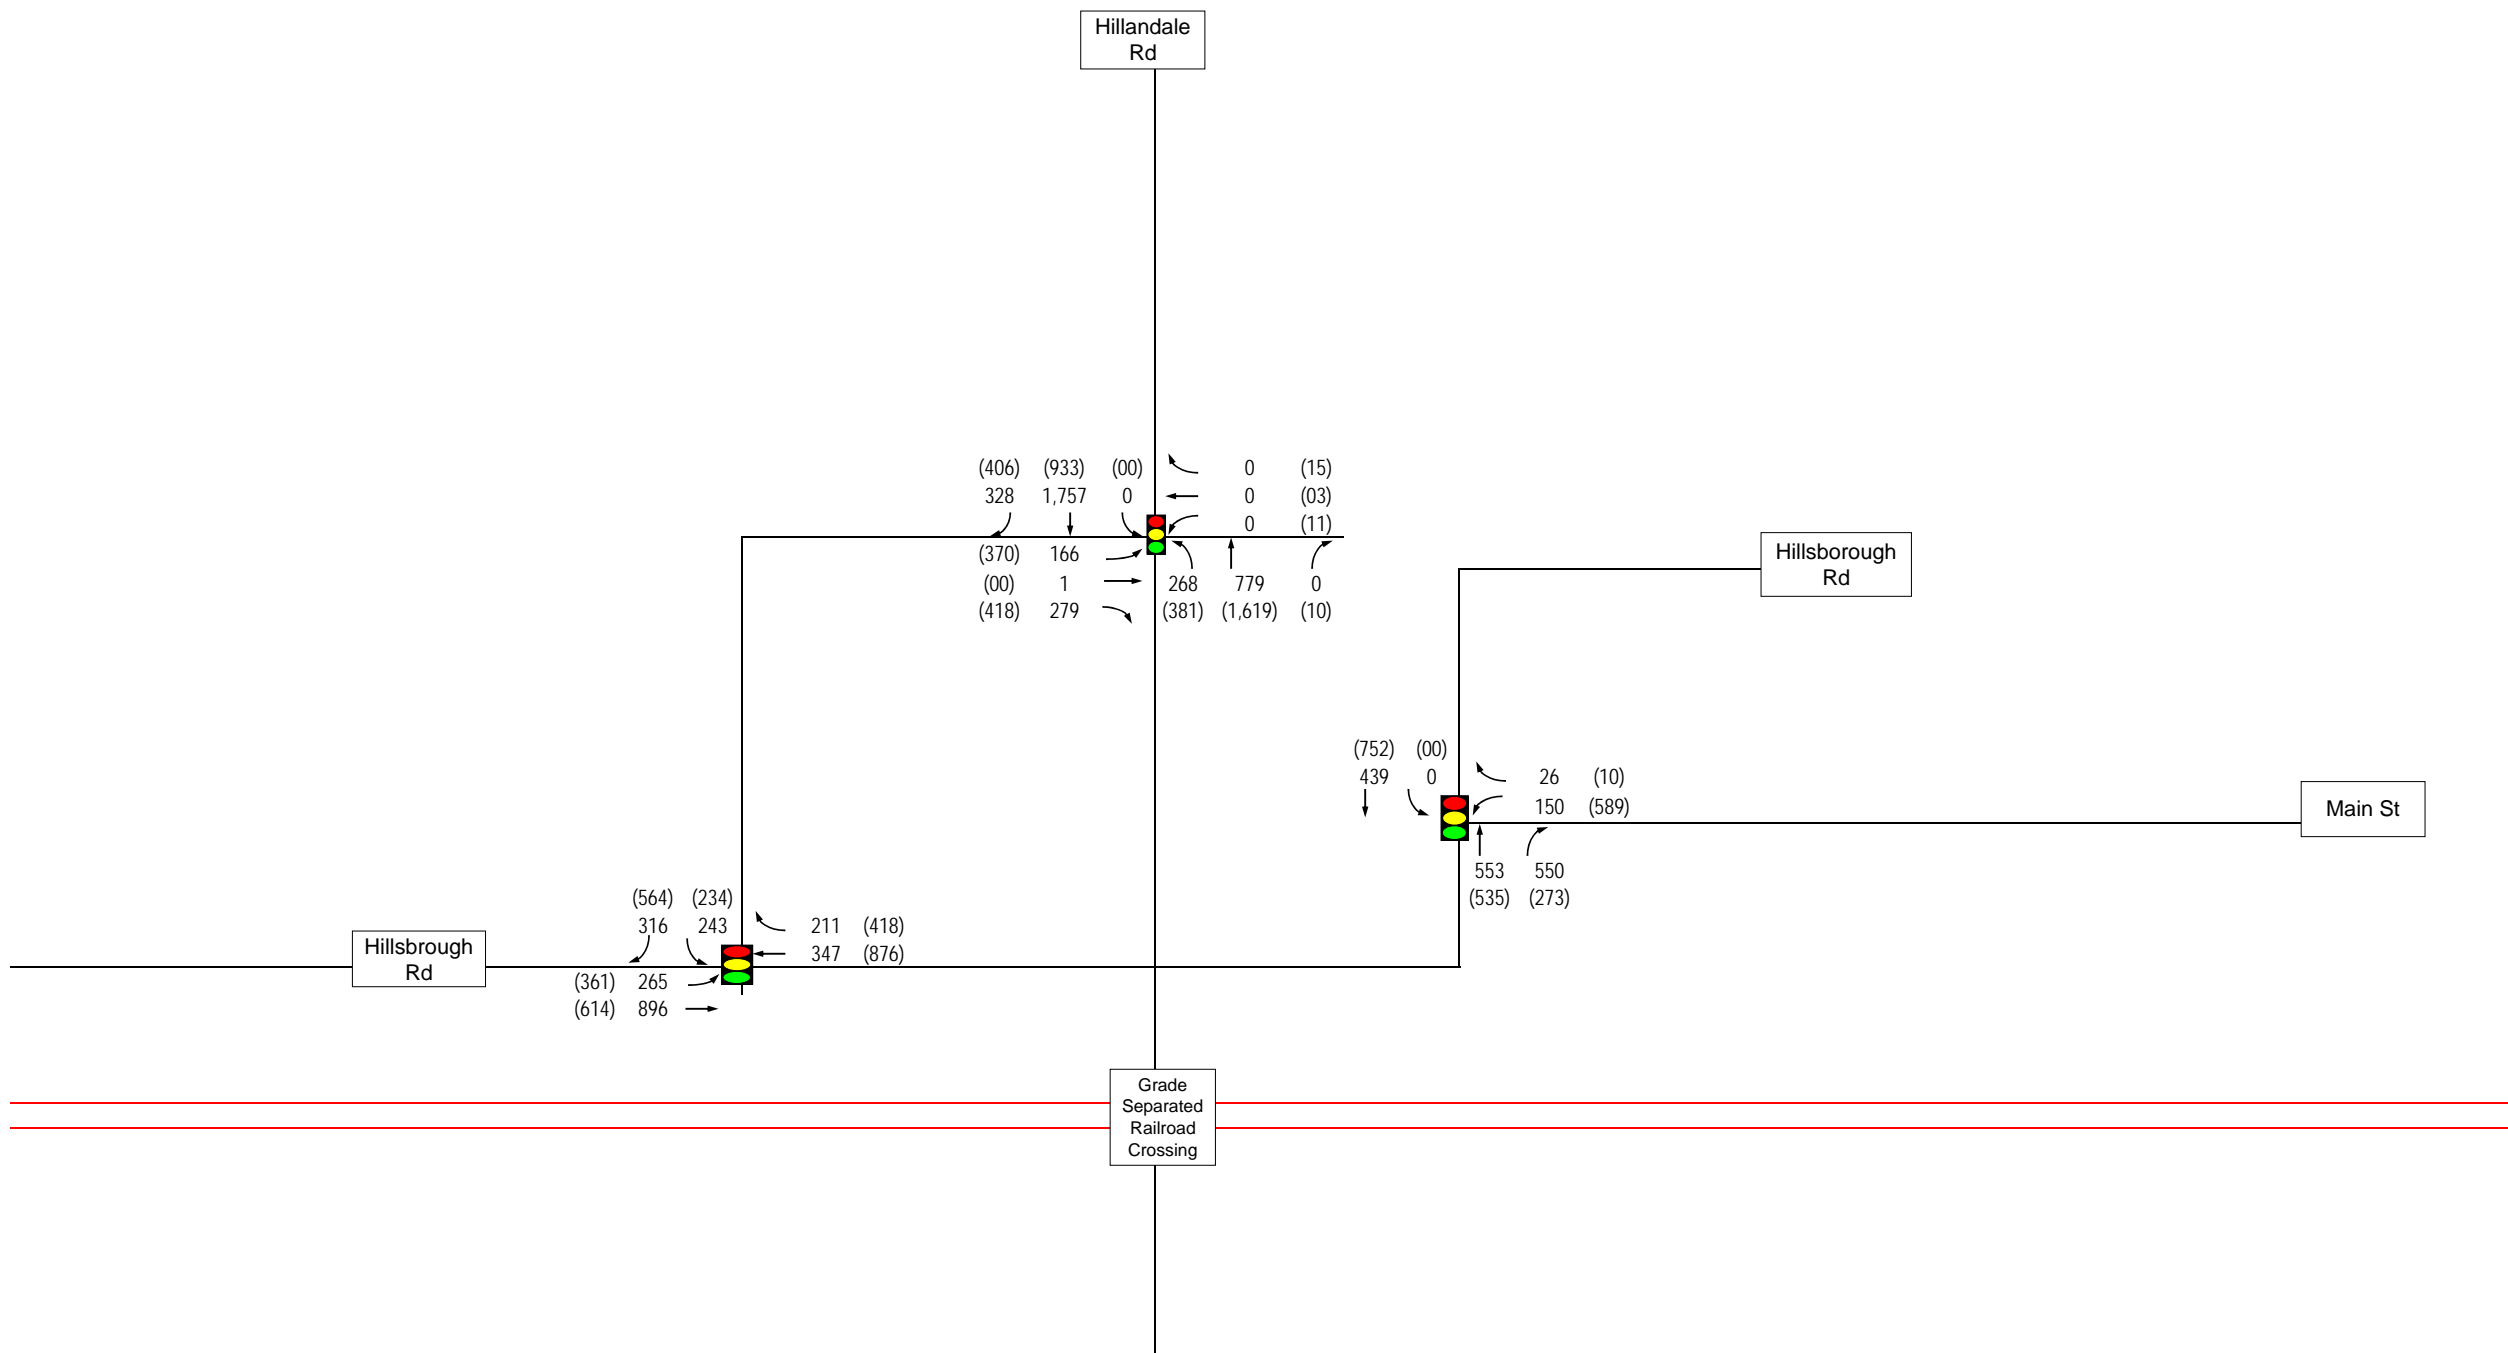 Hillandale
Rd
(406) (933) (00) 0 (15)
328 1,757 0 0 (03)
0 (11)
(370) 166
(00) 1 268 779 0
(418) 279 (381) (1,619) (10)
Hillsborough
Rd
(752) (00)
439 0 26 (10)
150 (589)
Main St
553 550
(535) (273)
(564) (234)
316 243 211 (418)
347 (876)
Hillsbrough
Rd
(361) 265
(614) 896
Grade
Separated
Railroad
Crossing